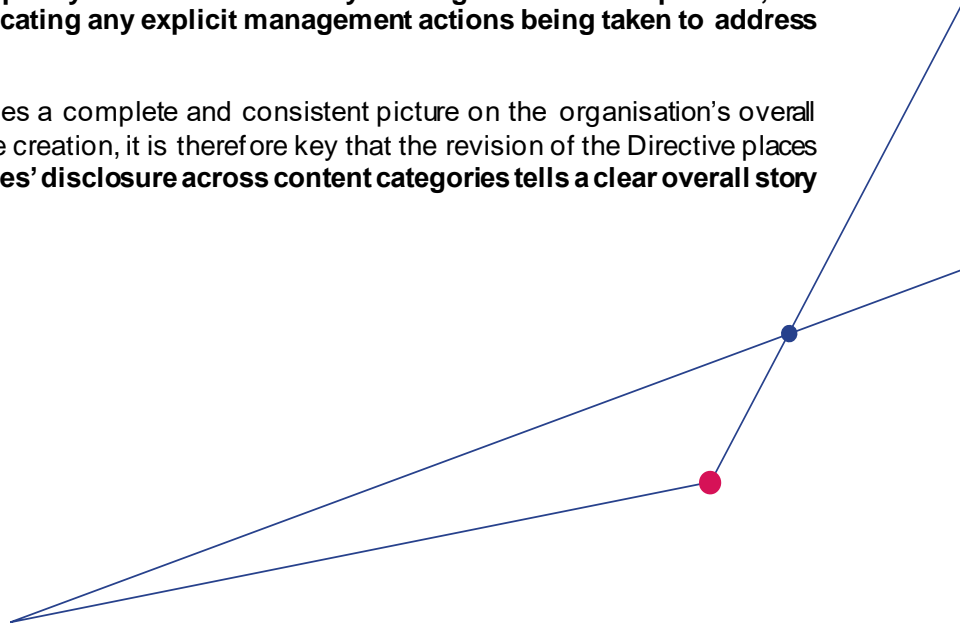 cating any explicit management actions being taken to address
es a complete and consistent picture on the organisation's overall
e creation, it is therefore key that the revision of the Directive places
es' disclosure across content categories tells a clear overall story